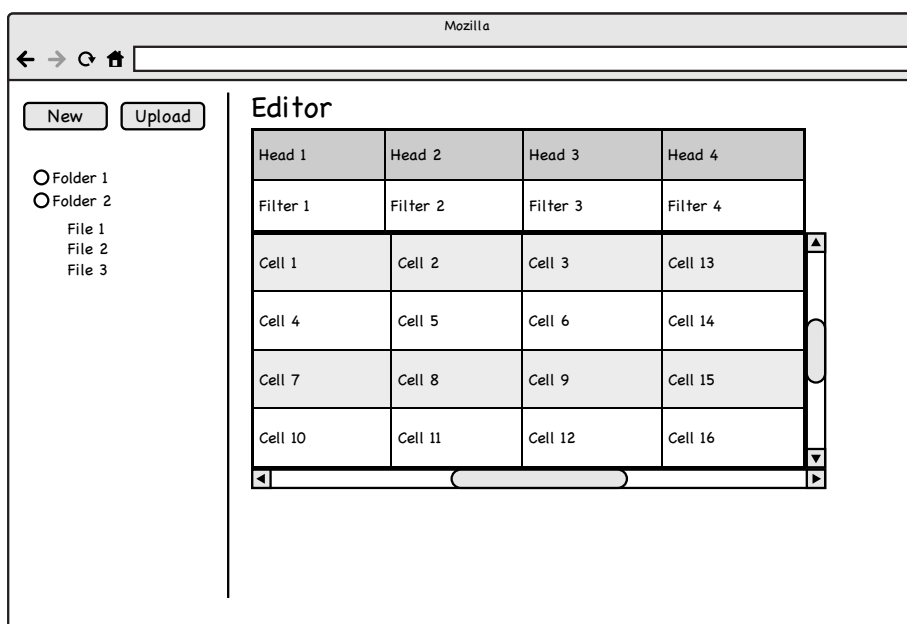 Mozilla
New Upload
Folder 1
Folder 2
File 1
File 2
File 3
Editor
Head 1 Head 2 Head 3 Head 4
Filter 1 Filter 2 Filter 3 Filter 4
Cell 1 Cell 2 Cell 3 Cell 13
Cell 4 Cell 5 Cell 6 Cell 14
Cell 7 Cell 8 Cell 9 Cell 15
Cell 10 Cell 11 Cell 12 Cell 16